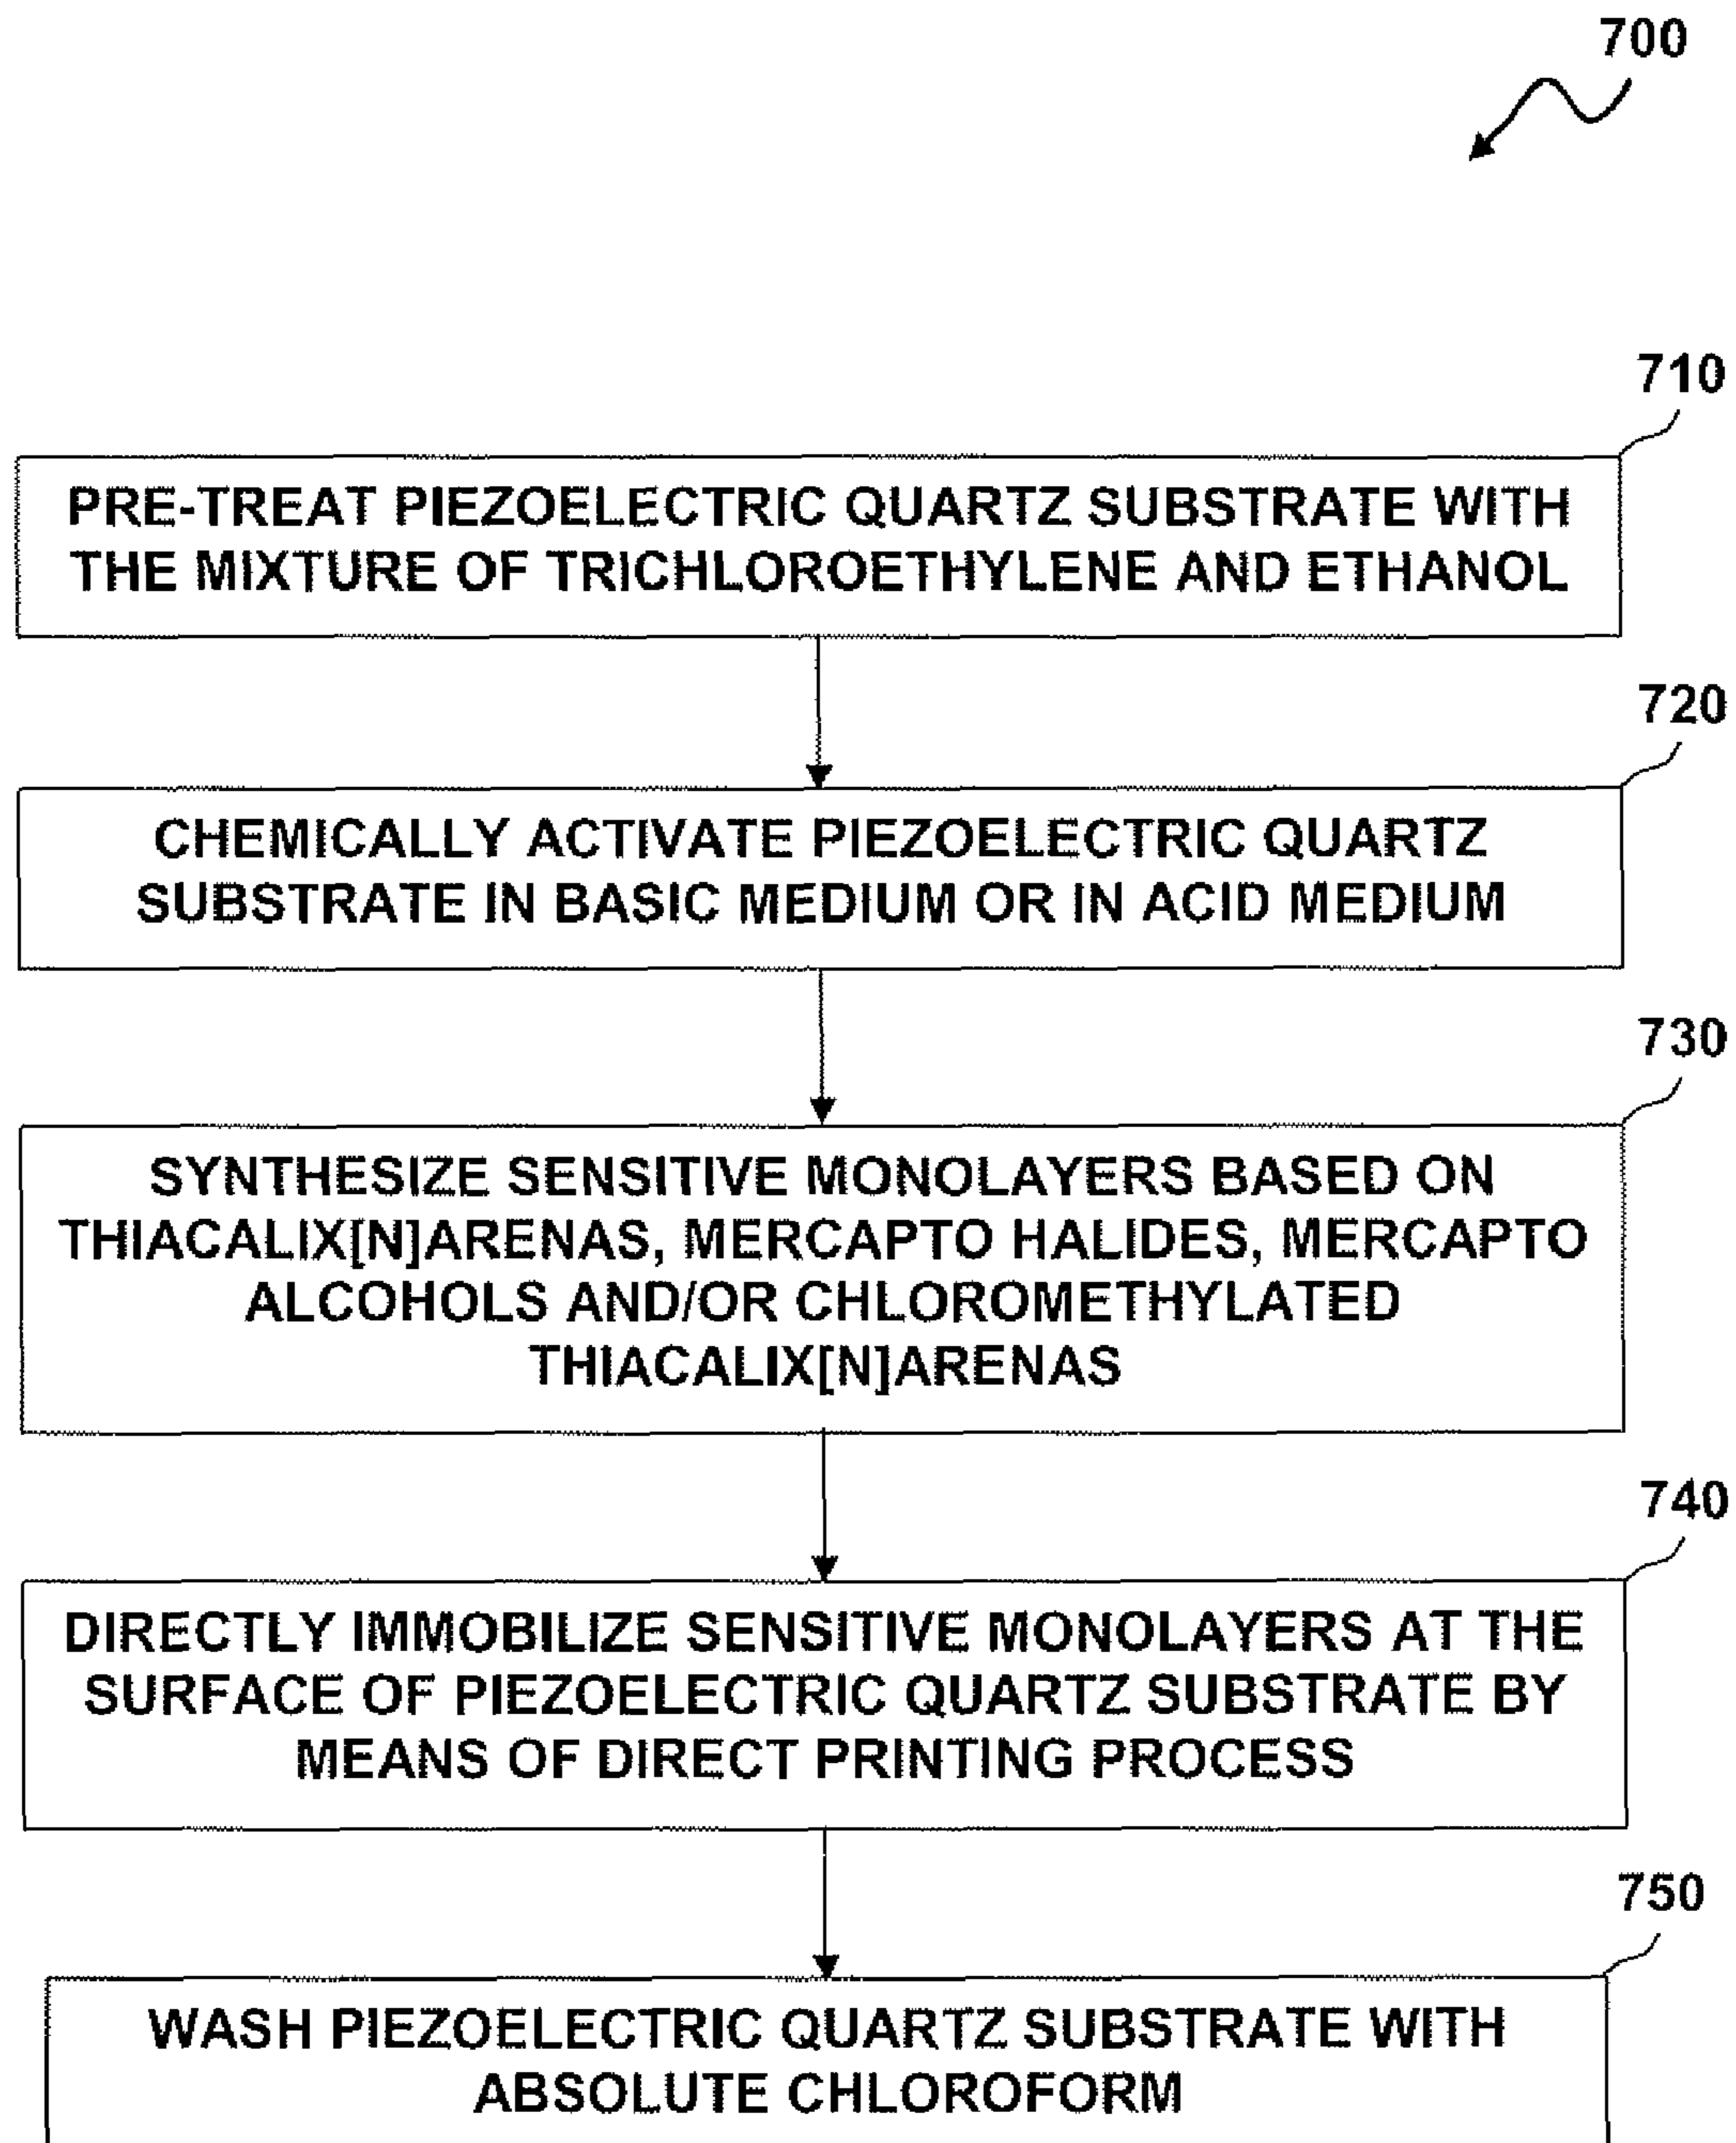 700
710
PRE-TREAT PIEZOELECTRIC QUARTZ SUBSTRATE WITH
THE MIXTURE OF TRICHLOROETHYLENE AND ETHANOL
720
CHEMICALLY ACTIVATE PIEZOELECTRIC QUARTZ
SUBSTRATE IN BASIC MEDIUM OR IN ACID MEDIUM
730
SYNTHESIZE SENSITIVE MONOLAYERS BASED ON
THIACALIX[N]ARENAS, MERCAPTO HALIDES, MERCAPTO
ALCOHOLS AND/OR CHLOROMETHYLATED
THIACALIX[N]ARENAS
740
DIRECTLY IMMOBILIZE SENSITIVE MONOLAYERS AT THE
SURFACE OF PIEZOELECTRIC QUARTZ SUBSTRATE BY
MEANS OF DIRECT PRINTING PROCESS
750
WASH PIEZOELECTRIC QUARTZ SUBSTRATE WITH
ABSOLUTE CHLOROFORM